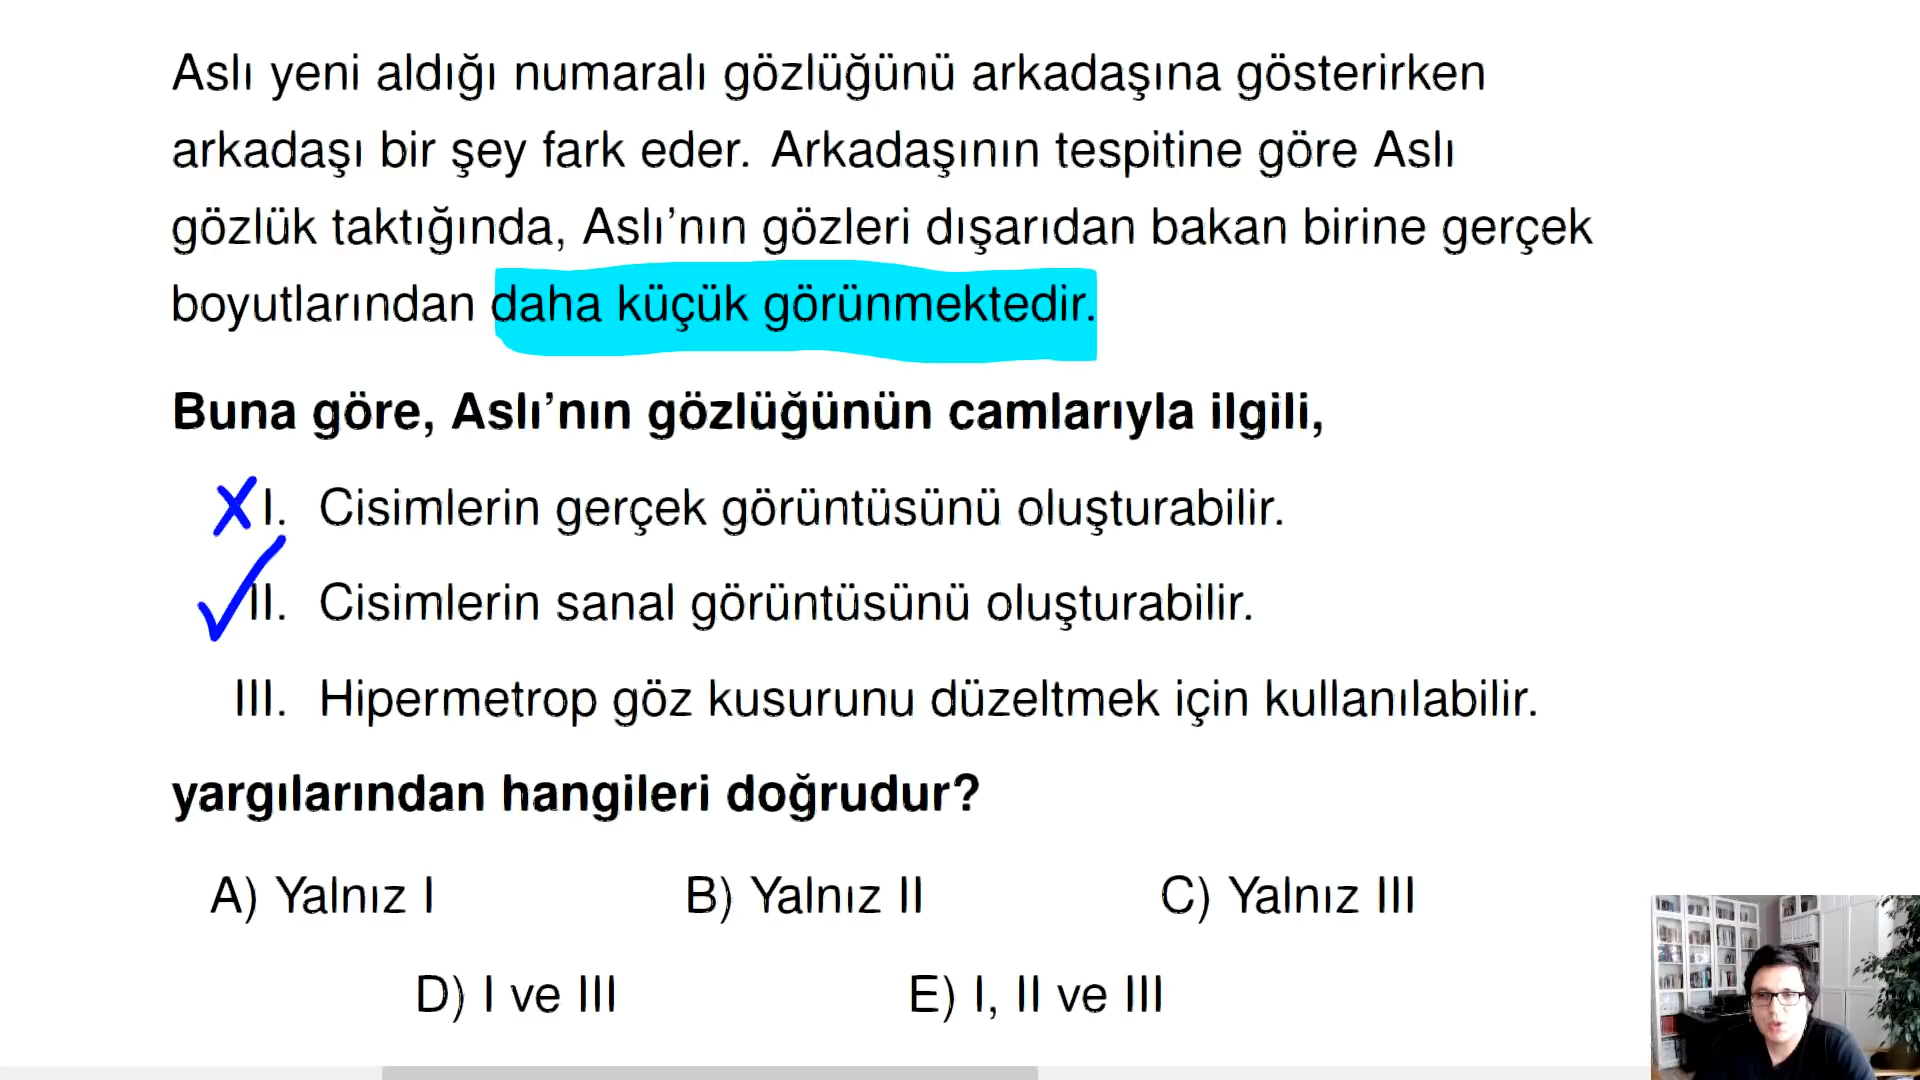 Aslı yeni aldığı numaralı gözlüğünü arkadaşına gösterirken
arkadaşı bir şey fark eder. Arkadaşının tespitine göre Aslı
gözlük taktığında, Aslı’nın gözleri dışarıdan bakan birine gerçek
boyutlarından daha küçük görünmektedir.
Buna göre, Aslı’nın gözlüğünün camlarıyla ilgili,
I. Cisimlerin gerçek görüntüsünü oluşturabilir.
II. Cisimlerin sanal görüntüsünü oluşturabilir.
III. Hipermetrop göz kusurunu düzeltmek için kullanılabilir.
yargılarından hangileri doğrudur?
A) Yalnız I B) Yalnız II C) Yalnız III
D) I ve III E) I, II ve III